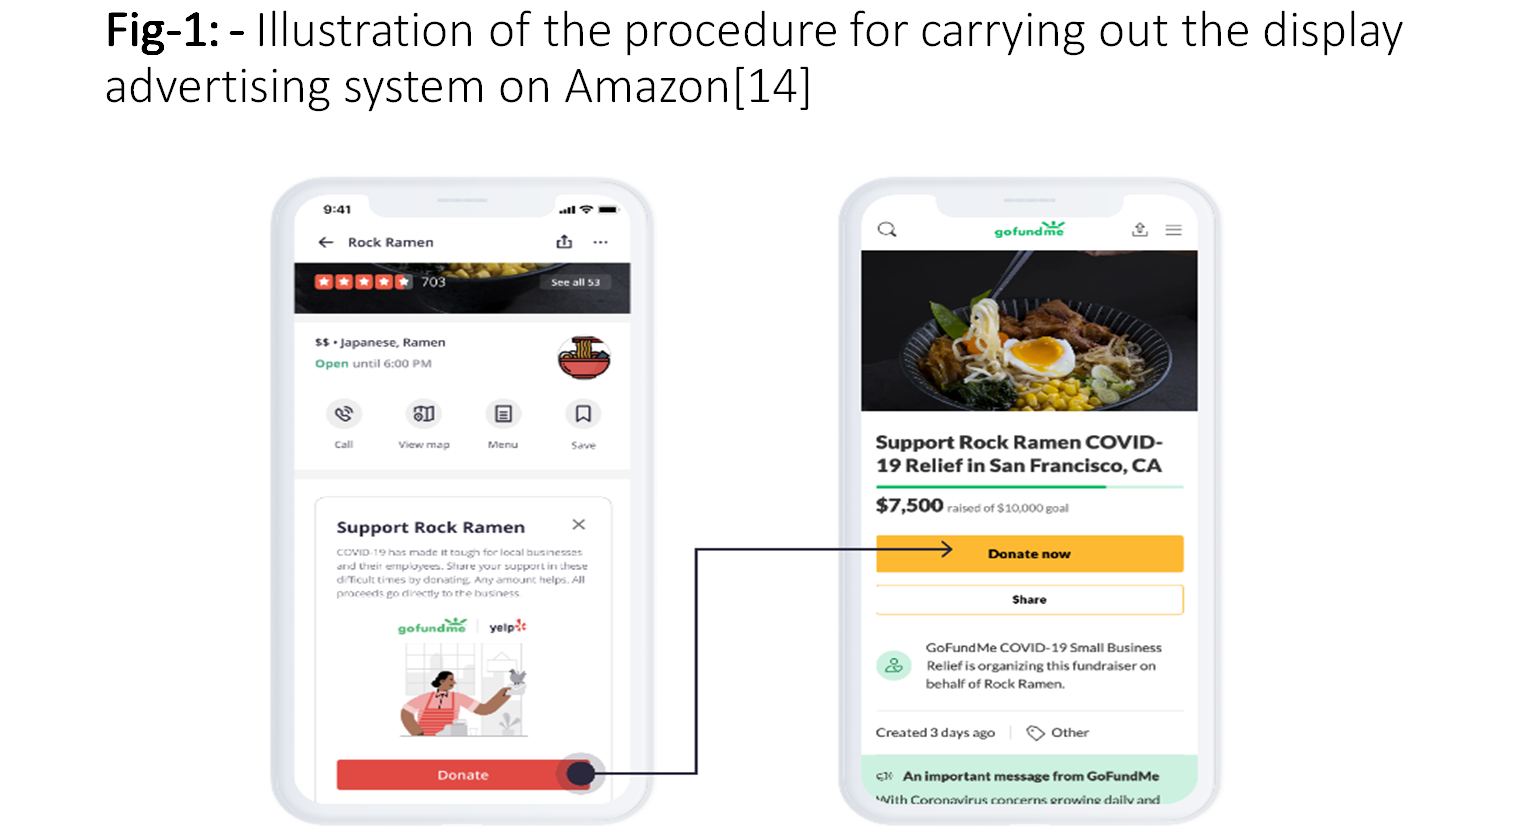 Fig-1: - Illustration of the procedure for carrying out the display
advertising system on Amazon[14]
9:41
Rock Ramen
703
See all 53
$$ • Japanese, Ramen
Open until 6:00 PM
Call
View map
Menu
Save
Support Rock Ramen
COVID-19 has made it tough for local businesses
and their employees. Share your support in these
difficult times by donating. Any amount helps. All
proceeds go directly to the business.
gofundme
yelp
Donate
gofundme
Support Rock Ramen COVID-
19 Relief in San Francisco, CA
$7,500 raised of $10,000 goal
Donate now
Share
GoFundMe COVID-19 Small Business
Relief is organizing this fundraiser on
behalf of Rock Ramen.
Created 3 days ago
Other
An important message from GoFundMe
With Coronavirus concerns growing daily and